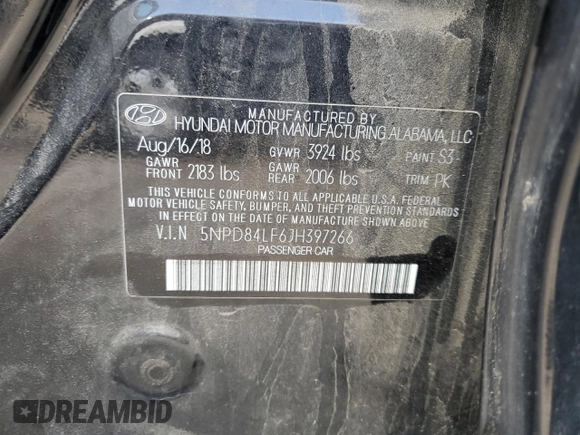 MANUFACTURED BY
HYUNDAI MOTOR MANUFACTURING ALABAMA, LLC
Aug/16/18 GVWR 3924 lbs PAINT S3
GAWR FRONT 2183 lbs GAWR REAR 2006 lbs TRIM PK
THIS VEHICLE CONFORMS TO ALL APPLICABLE U.S.A. FEDERAL
MOTOR VEHICLE SAFETY, BUMPER, AND THEFT PREVENTION STANDARDS
IN EFFECT ON THE DATE OF MANUFACTURE SHOWN ABOVE.
V.I.N 5NPD84LF6JH397266
PASSENGER CAR
DREAMBID